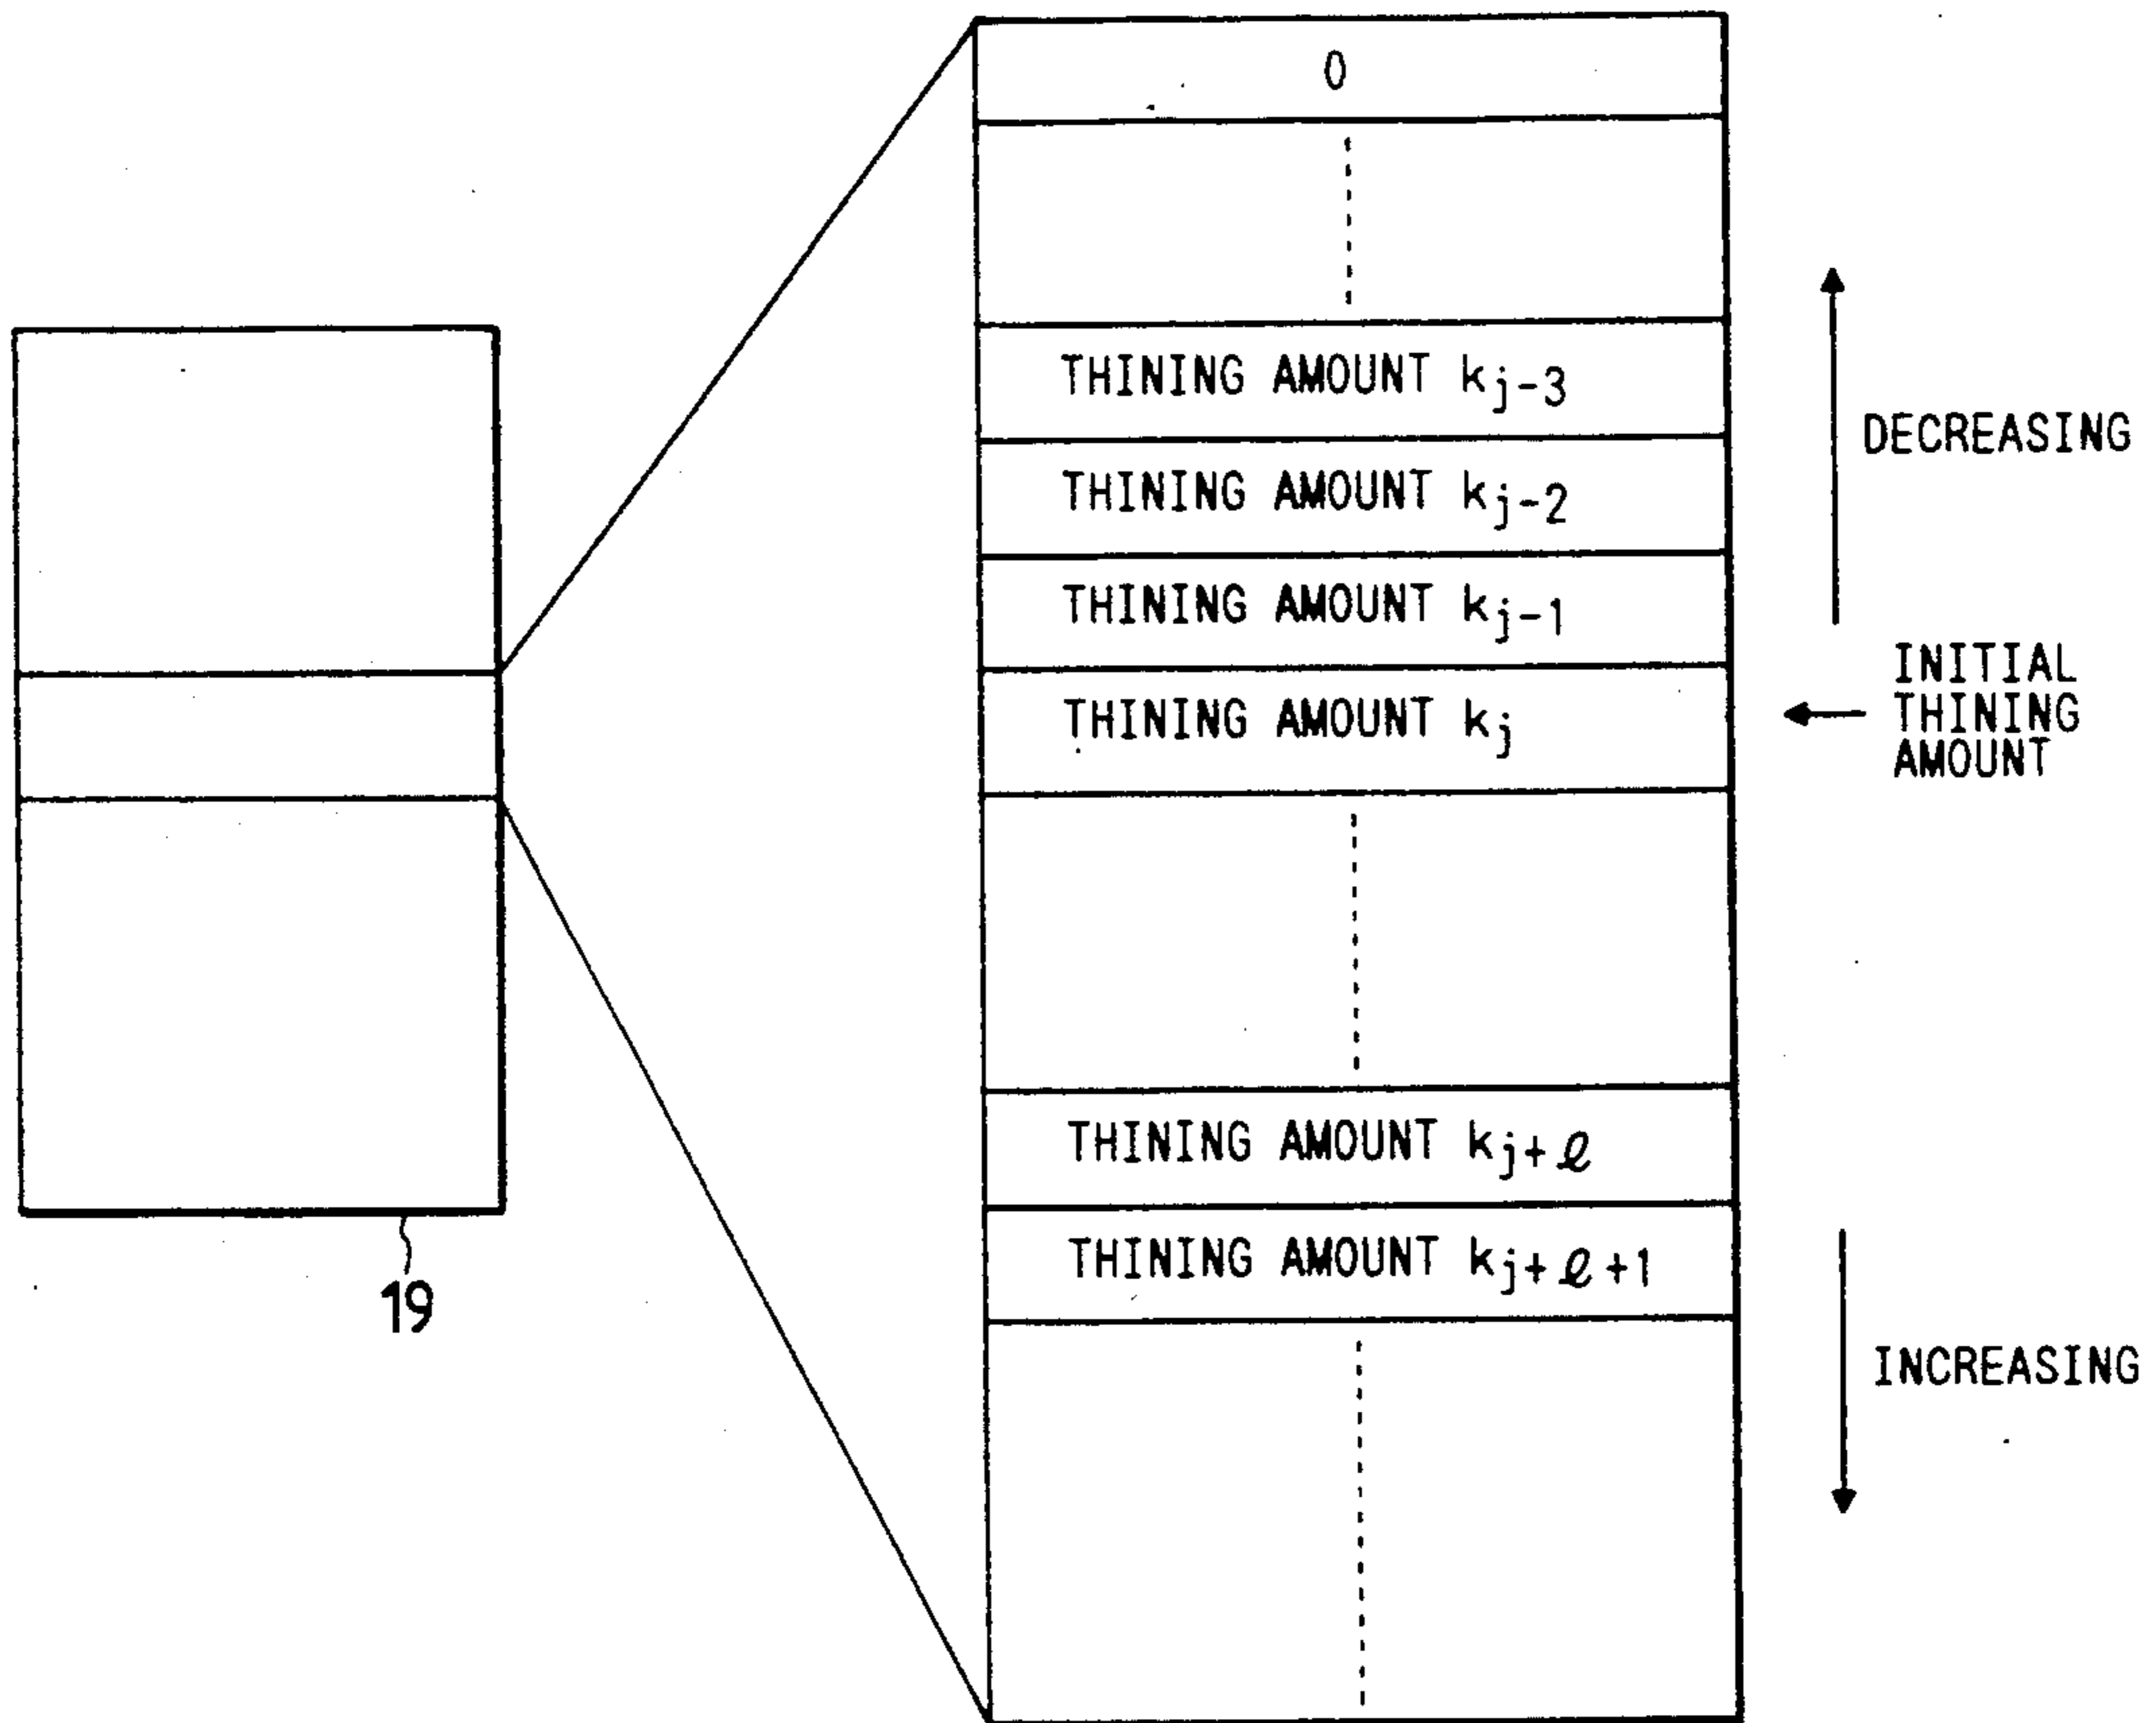 0
THINING AMOUNT kj-3
THINING AMOUNT kj-2
THINING AMOUNT kj-1
THINING AMOUNT kj
THINING AMOUNT kj+ℓ
THINING AMOUNT kj+ℓ+1
DECREASING
INITIAL
THINING
AMOUNT
INCREASING
19